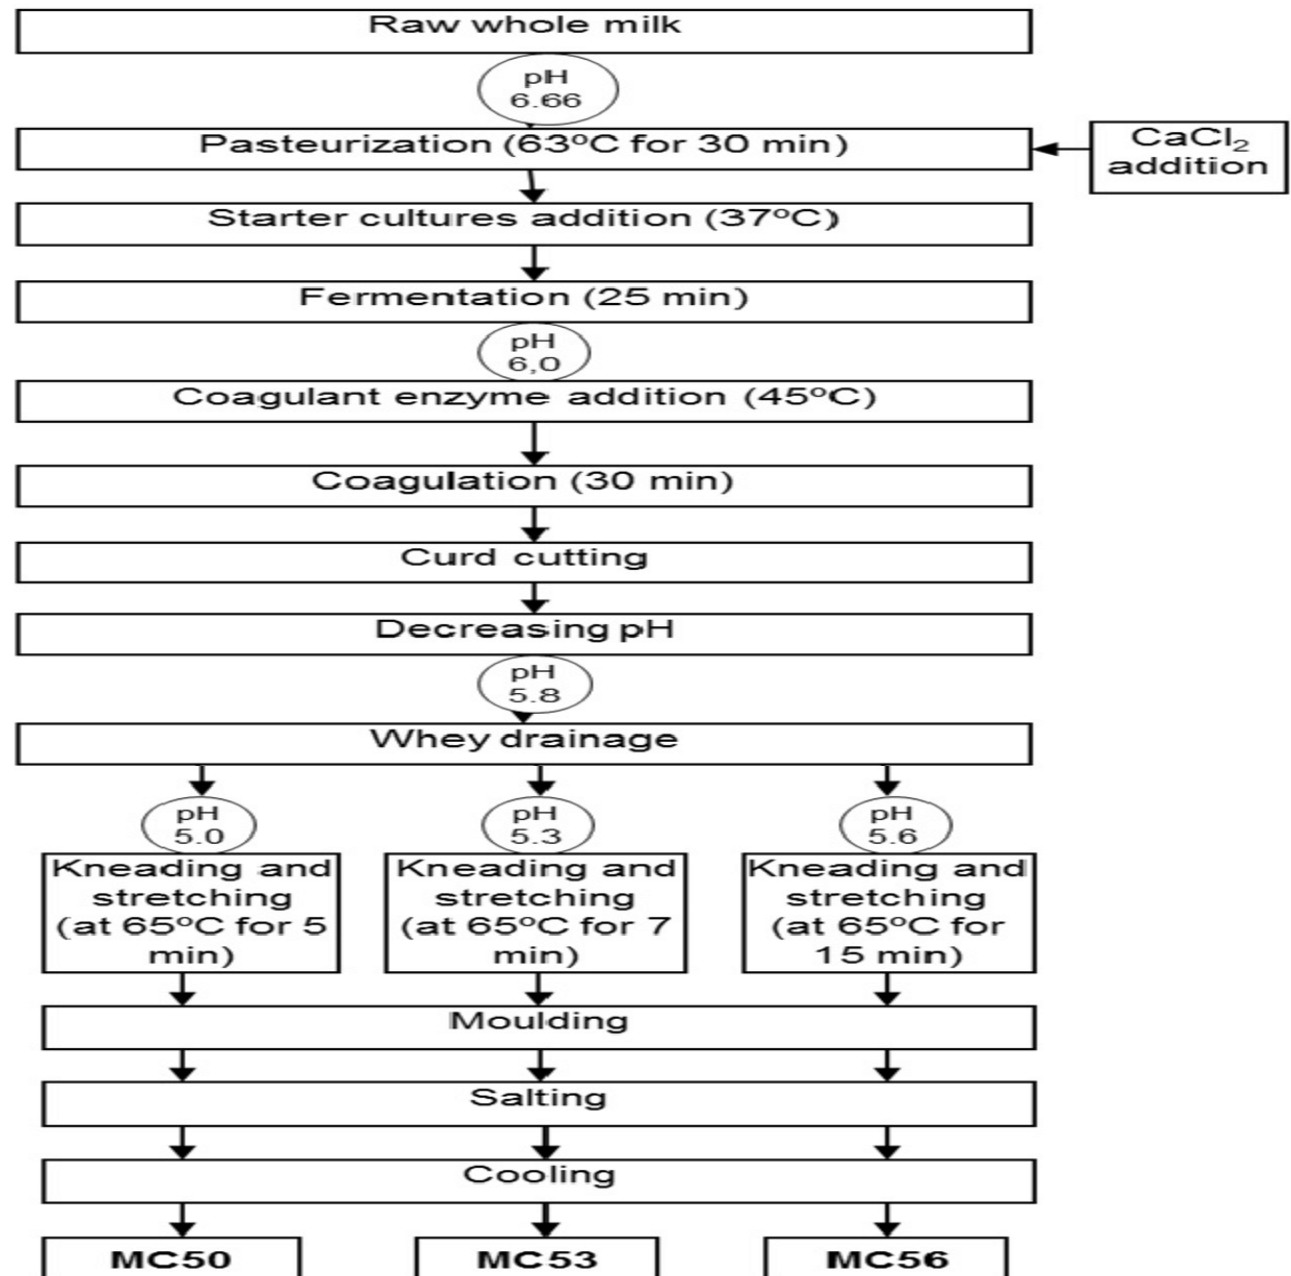 Raw whole milk
pH
6.66
Pasteurization (63ºC for 30 min)
CaCl₂
addition
Starter cultures addition (37ºC)
Fermentation (25 min)
pH
6,0
Coagulant enzyme addition (45ºC)
Coagulation (30 min)
Curd cutting
Decreasing pH
pH
5.8
Whey drainage
pH
5.0
pH
5.3
pH
5.6
Kneading and
stretching
(at 65ºC for 5
min)
Kneading and
stretching
(at 65ºC for 7
min)
Kneading and
stretching
(at 65ºC for
15 min)
Moulding
Salting
Cooling
MC50
MC53
MC56